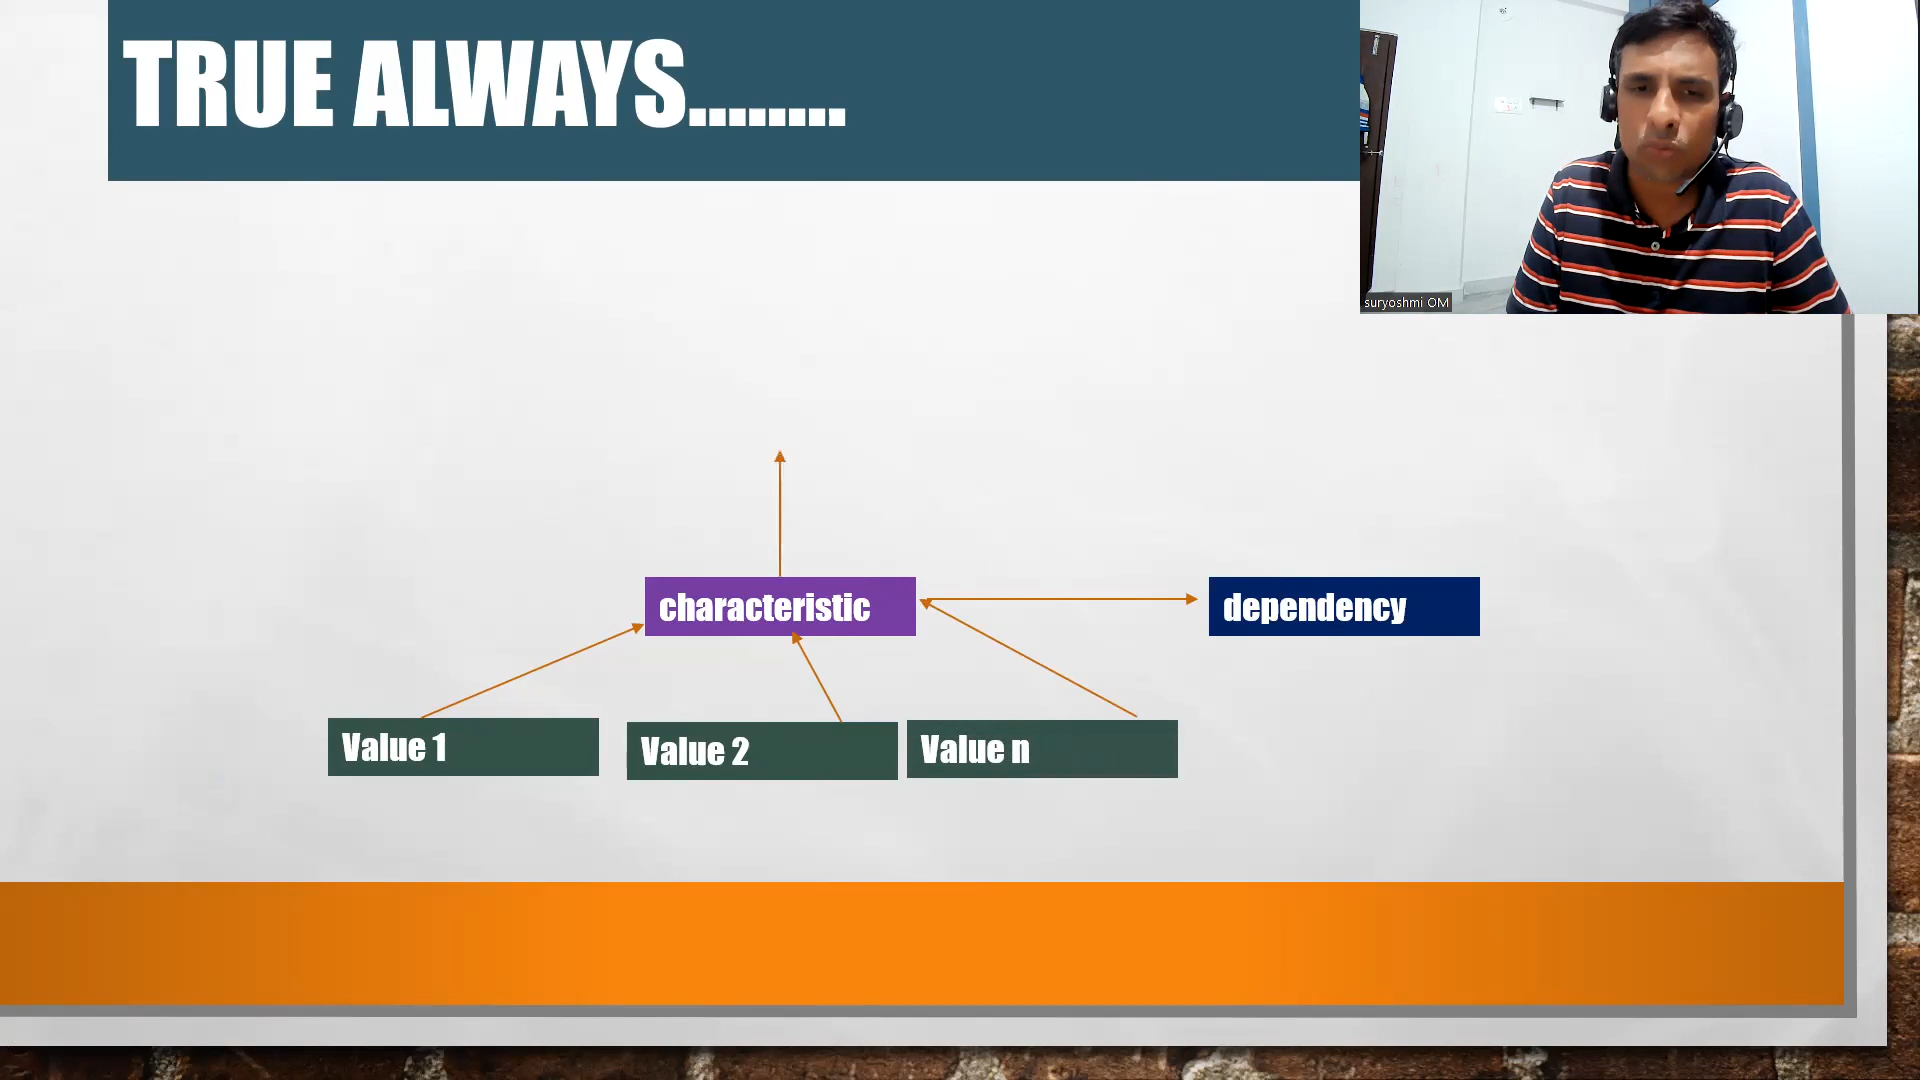 TRUE ALWAYS........
suryoshmi OM
characteristic
dependency
Value 1
Value 2
Value n